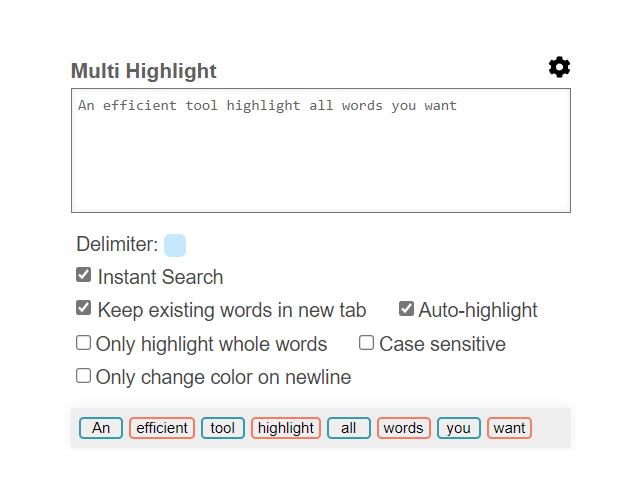 Multi Highlight
An efficient tool highlight all words you want
Delimiter:
Instant Search
Keep existing words in new tab Auto-highlight
Only highlight whole words Case sensitive
Only change color on newline
An efficient tool highlight all words you want